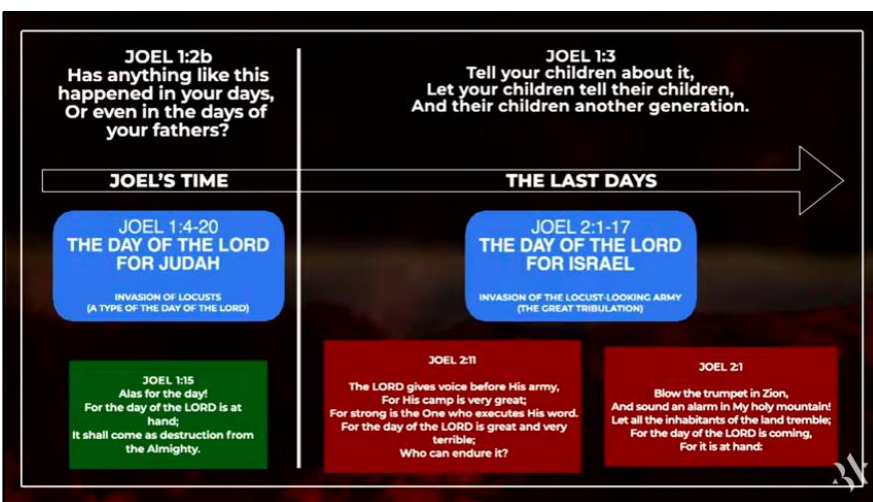 JOEL 1:2b
Has anything like this
happened in your days,
Or even in the days of
your fathers?
JOEL 1:3
Tell your children about it,
Let your children tell their children,
And their children another generation.
JOEL'S TIME
THE LAST DAYS
JOEL 1:4-20
THE DAY OF THE LORD
FOR JUDAH
INVASION OF LOCUSTS
(A TYPE OF THE DAY OF THE LORD)
JOEL 2:1-17
THE DAY OF THE LORD
FOR ISRAEL
INVASION OF THE LOCUST-LOOKING ARMY
(THE GREAT TRIBULATION)
JOEL 1:15
Alas for the day!
For the day of the LORD is at
hand;
It shall come as destruction from
the Almighty.
JOEL 2:11
The LORD gives voice before His army,
For His camp is very great;
For strong is the One who executes His word.
For the day of the LORD is great and very
terrible;
Who can endure it?
JOEL 2:1
Blow the trumpet in Zion,
And sound an alarm in My holy mountain!
Let all the inhabitants of the land tremble;
For the day of the LORD is coming,
For it is at hand: